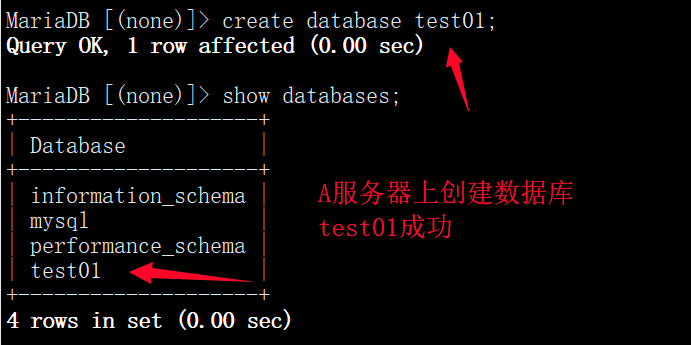 MariaDB [(none)]> create database test01;
Query OK, 1 row affected (0.00 sec)
MariaDB [(none)]> show databases;
+--------------------+
| Database           |
+--------------------+
| information_schema |
| mysql              |
| performance_schema |
| test01             |
+--------------------+
4 rows in set (0.00 sec)
A服务器上创建数据库
test01成功